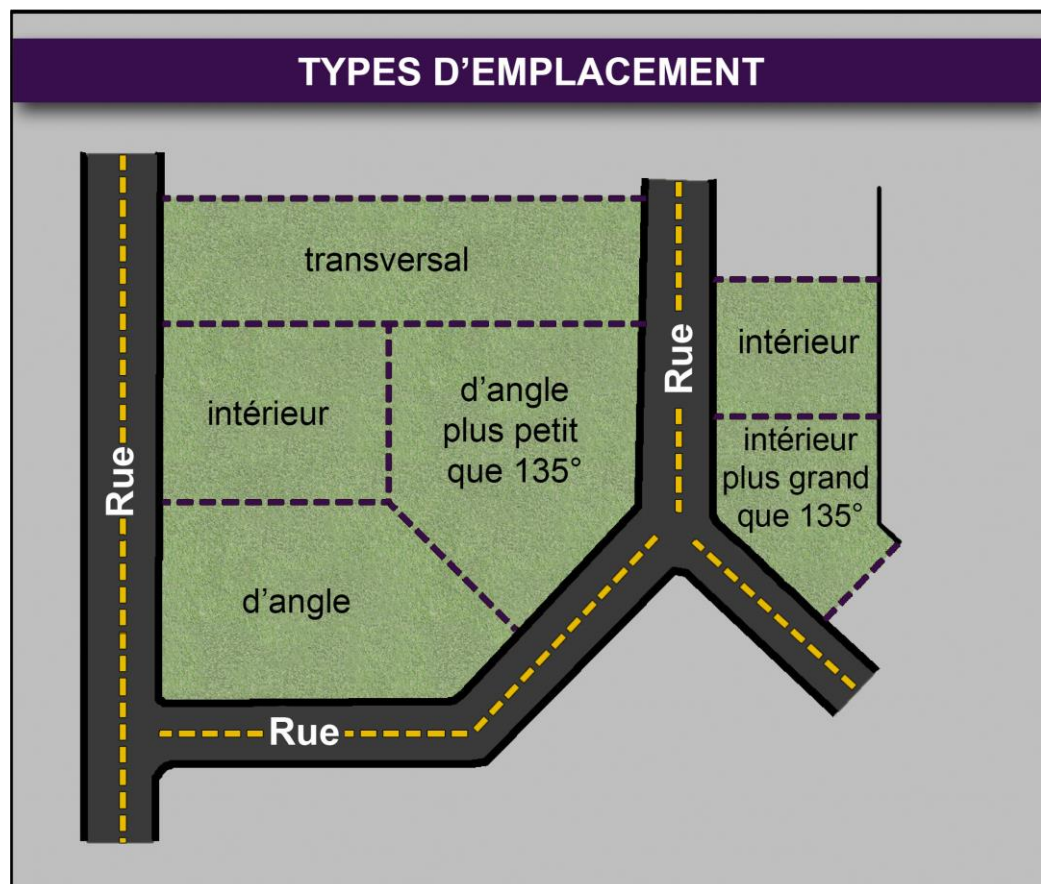 TYPES D’EMPLACEMENT
transversal
intérieur
d’angle
plus petit
que 135°
d’angle
Rue
Rue
Rue
intérieur
intérieur
plus grand
que 135°